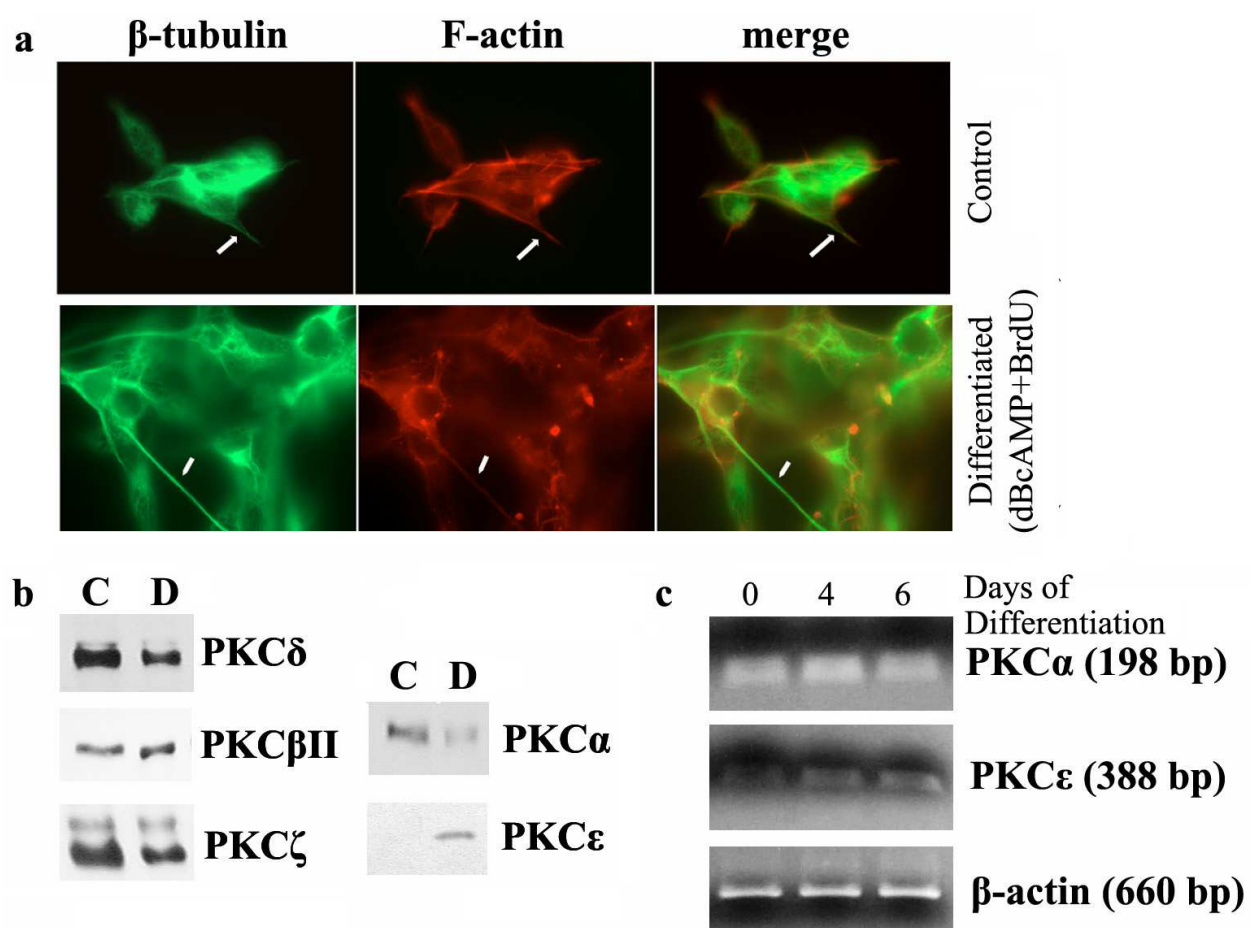 a
β-tubulin F-actin merge
Control
Differentiated
(dBcAMP+BrdU)
b
C D
PKCδ
PKCβII
PKCζ
C D
PKCα
PKCε
c
0 4 6 Days of
Differentiation
PKCα (198 bp)
PKCε (388 bp)
β-actin (660 bp)